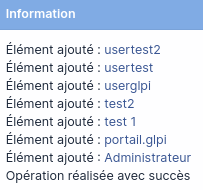 Information
Élément ajouté : usertest2
Élément ajouté : usertest
Élément ajouté : userglpi
Élément ajouté : test2
Élément ajouté : test 1
Élément ajouté : portail.glpi
Élément ajouté : Administrateur
Opération réalisée avec succès